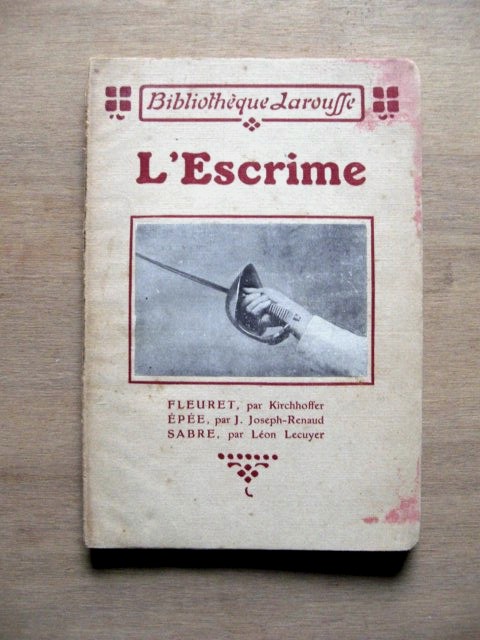 Bibliothèque Larousse
L'Escrime
FLEURET, par Kirchhoffer
ÉPÉE, par J. Joseph-Renaud
SABRE, par Léon Lecuyer